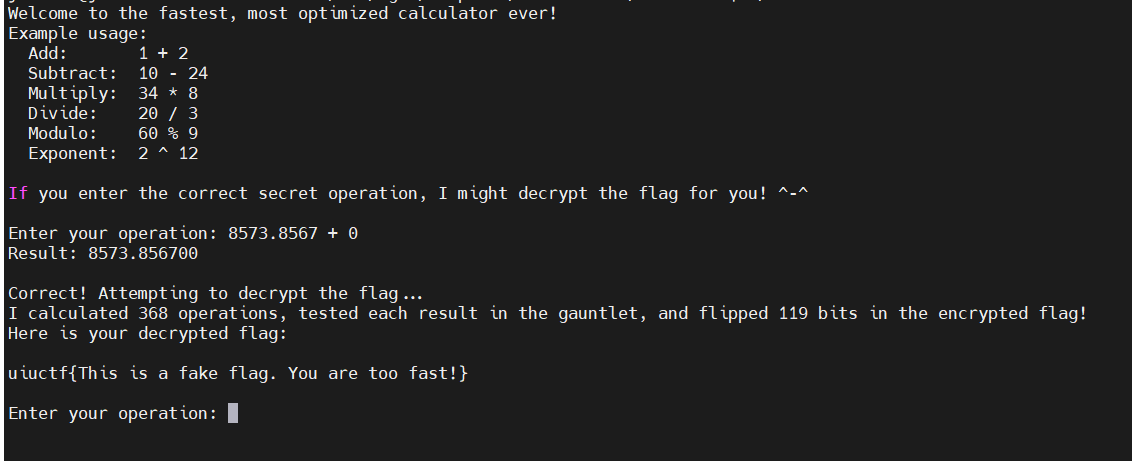 Welcome to the fastest, most optimized calculator ever!
Example usage:
  Add:       1 + 2
  Subtract:  10 - 24
  Multiply:  34 * 8
  Divide:    20 / 3
  Modulo:    60 % 9
  Exponent:  2 ^ 12
If you enter the correct secret operation, I might decrypt the flag for you! ^-^
Enter your operation: 8573.8567 + 0
Result: 8573.856700
Correct! Attempting to decrypt the flag...
I calculated 368 operations, tested each result in the gauntlet, and flipped 119 bits in the encrypted flag!
Here is your decrypted flag:
uiuctf{This is a fake flag. You are too fast!}
Enter your operation: